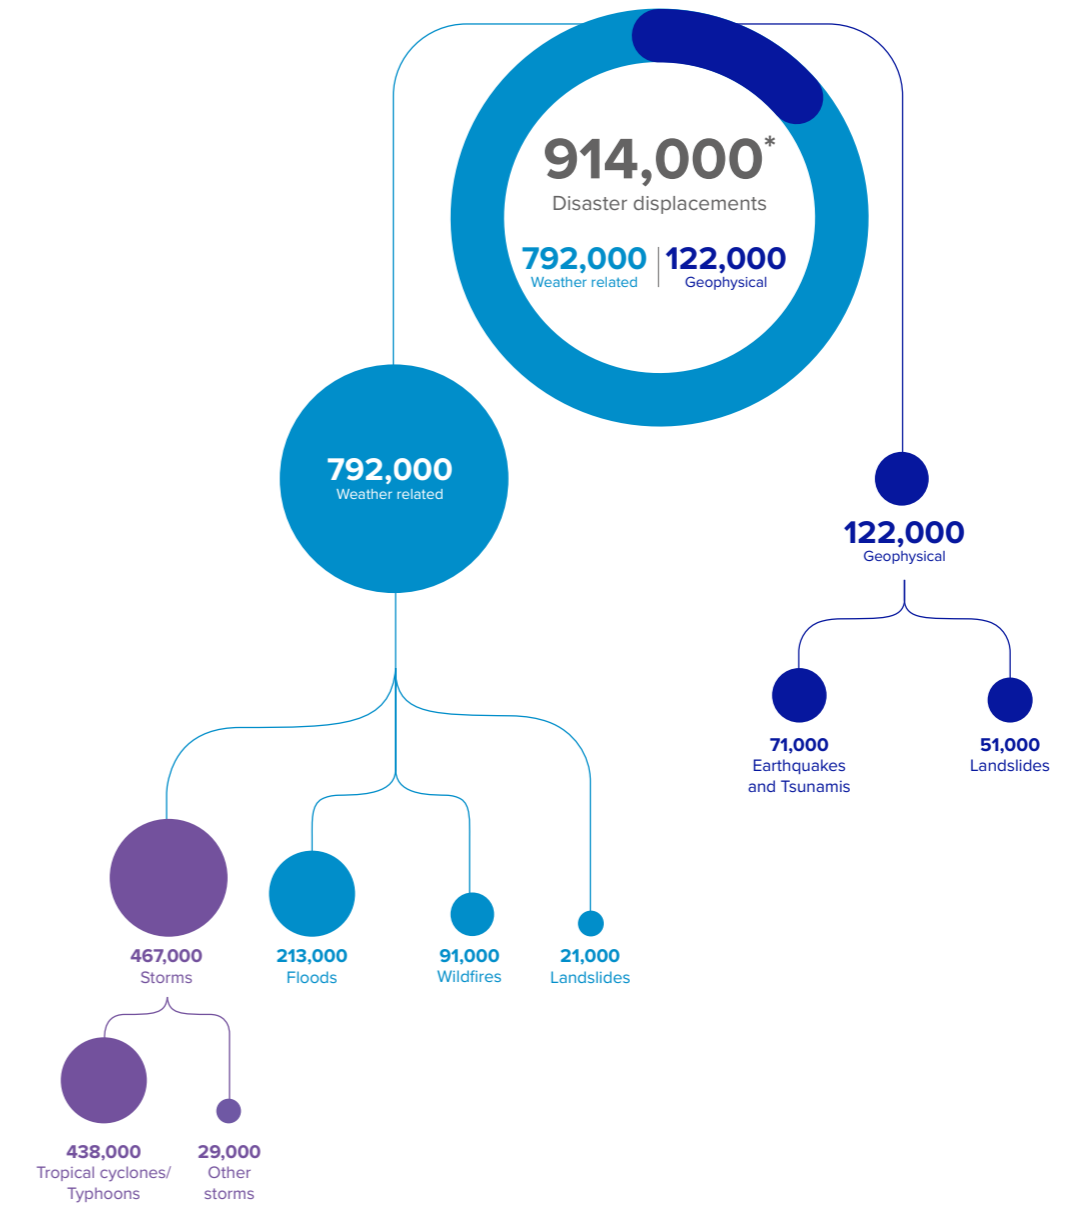 914,000*
Disaster displacements
792,000
Weather related
122,000
Geophysical
792,000
Weather related
122,000
Geophysical
71,000
Earthquakes
and Tsunamis
51,000
Landslides
467,000
Storms
213,000
Floods
91,000
Wildfires
21,000
Landslides
438,000
Tropical cyclones/
Typhoons
29,000
Other
storms